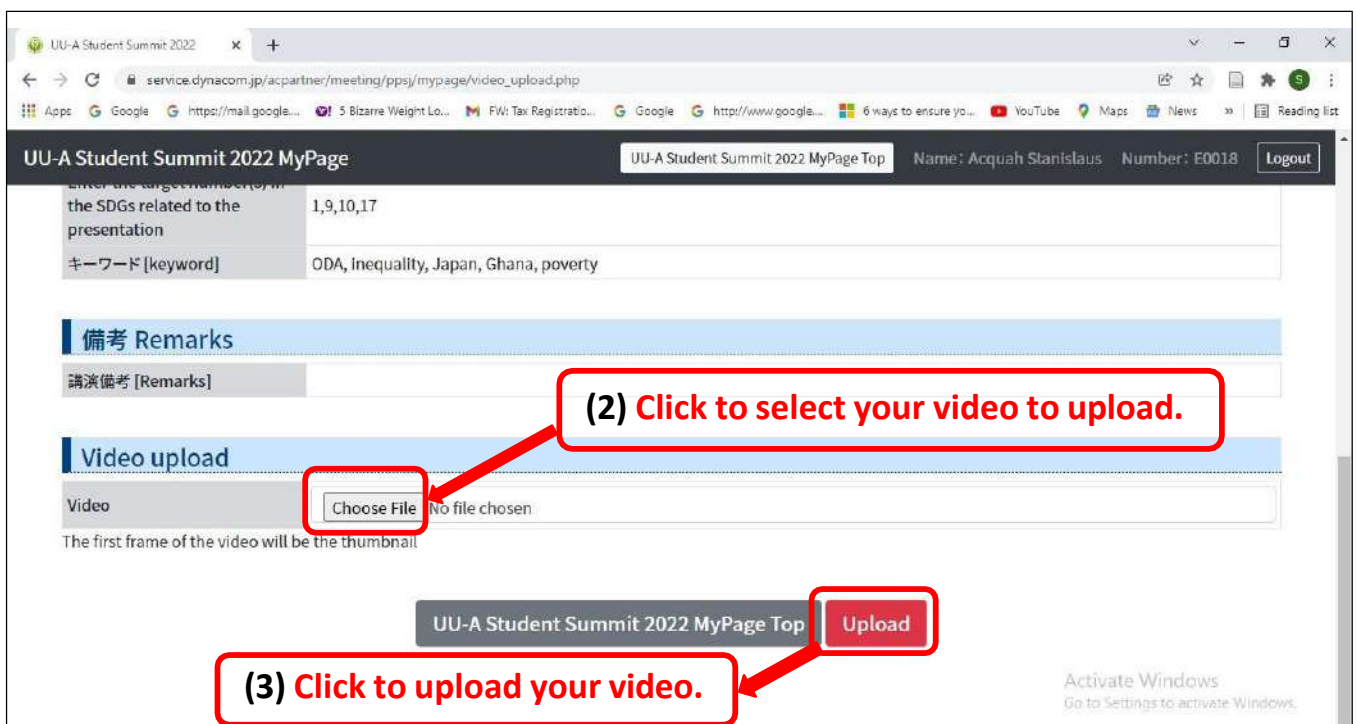 UU-A Student Summit 2022
service.dynacom.jp/acpartner/meeting/ppsj/mypage/video_upload.php
Apps Google https://mail.google... 5 Bizarre Weight Lo... FW: Tax Registratio... Google http://www.google... 6 ways to ensure yo... YouTube Maps News » Reading list
UU-A Student Summit 2022 MyPage UU-A Student Summit 2022 MyPage Top Name: Acquah Stanislaus Number: E0018 Logout
Enter the target number(s) in
the SDGs related to the 1,9,10,17
presentation
キーワード [keyword] ODA, inequality, Japan, Ghana, poverty
備考 Remarks
講演備考 [Remarks]
(2) Click to select your video to upload.
Video upload
Video Choose File No file chosen
The first frame of the video will be the thumbnail
UU-A Student Summit 2022 MyPage Top Upload
(3) Click to upload your video.
Activate Windows
Go to Settings to activate Windows.